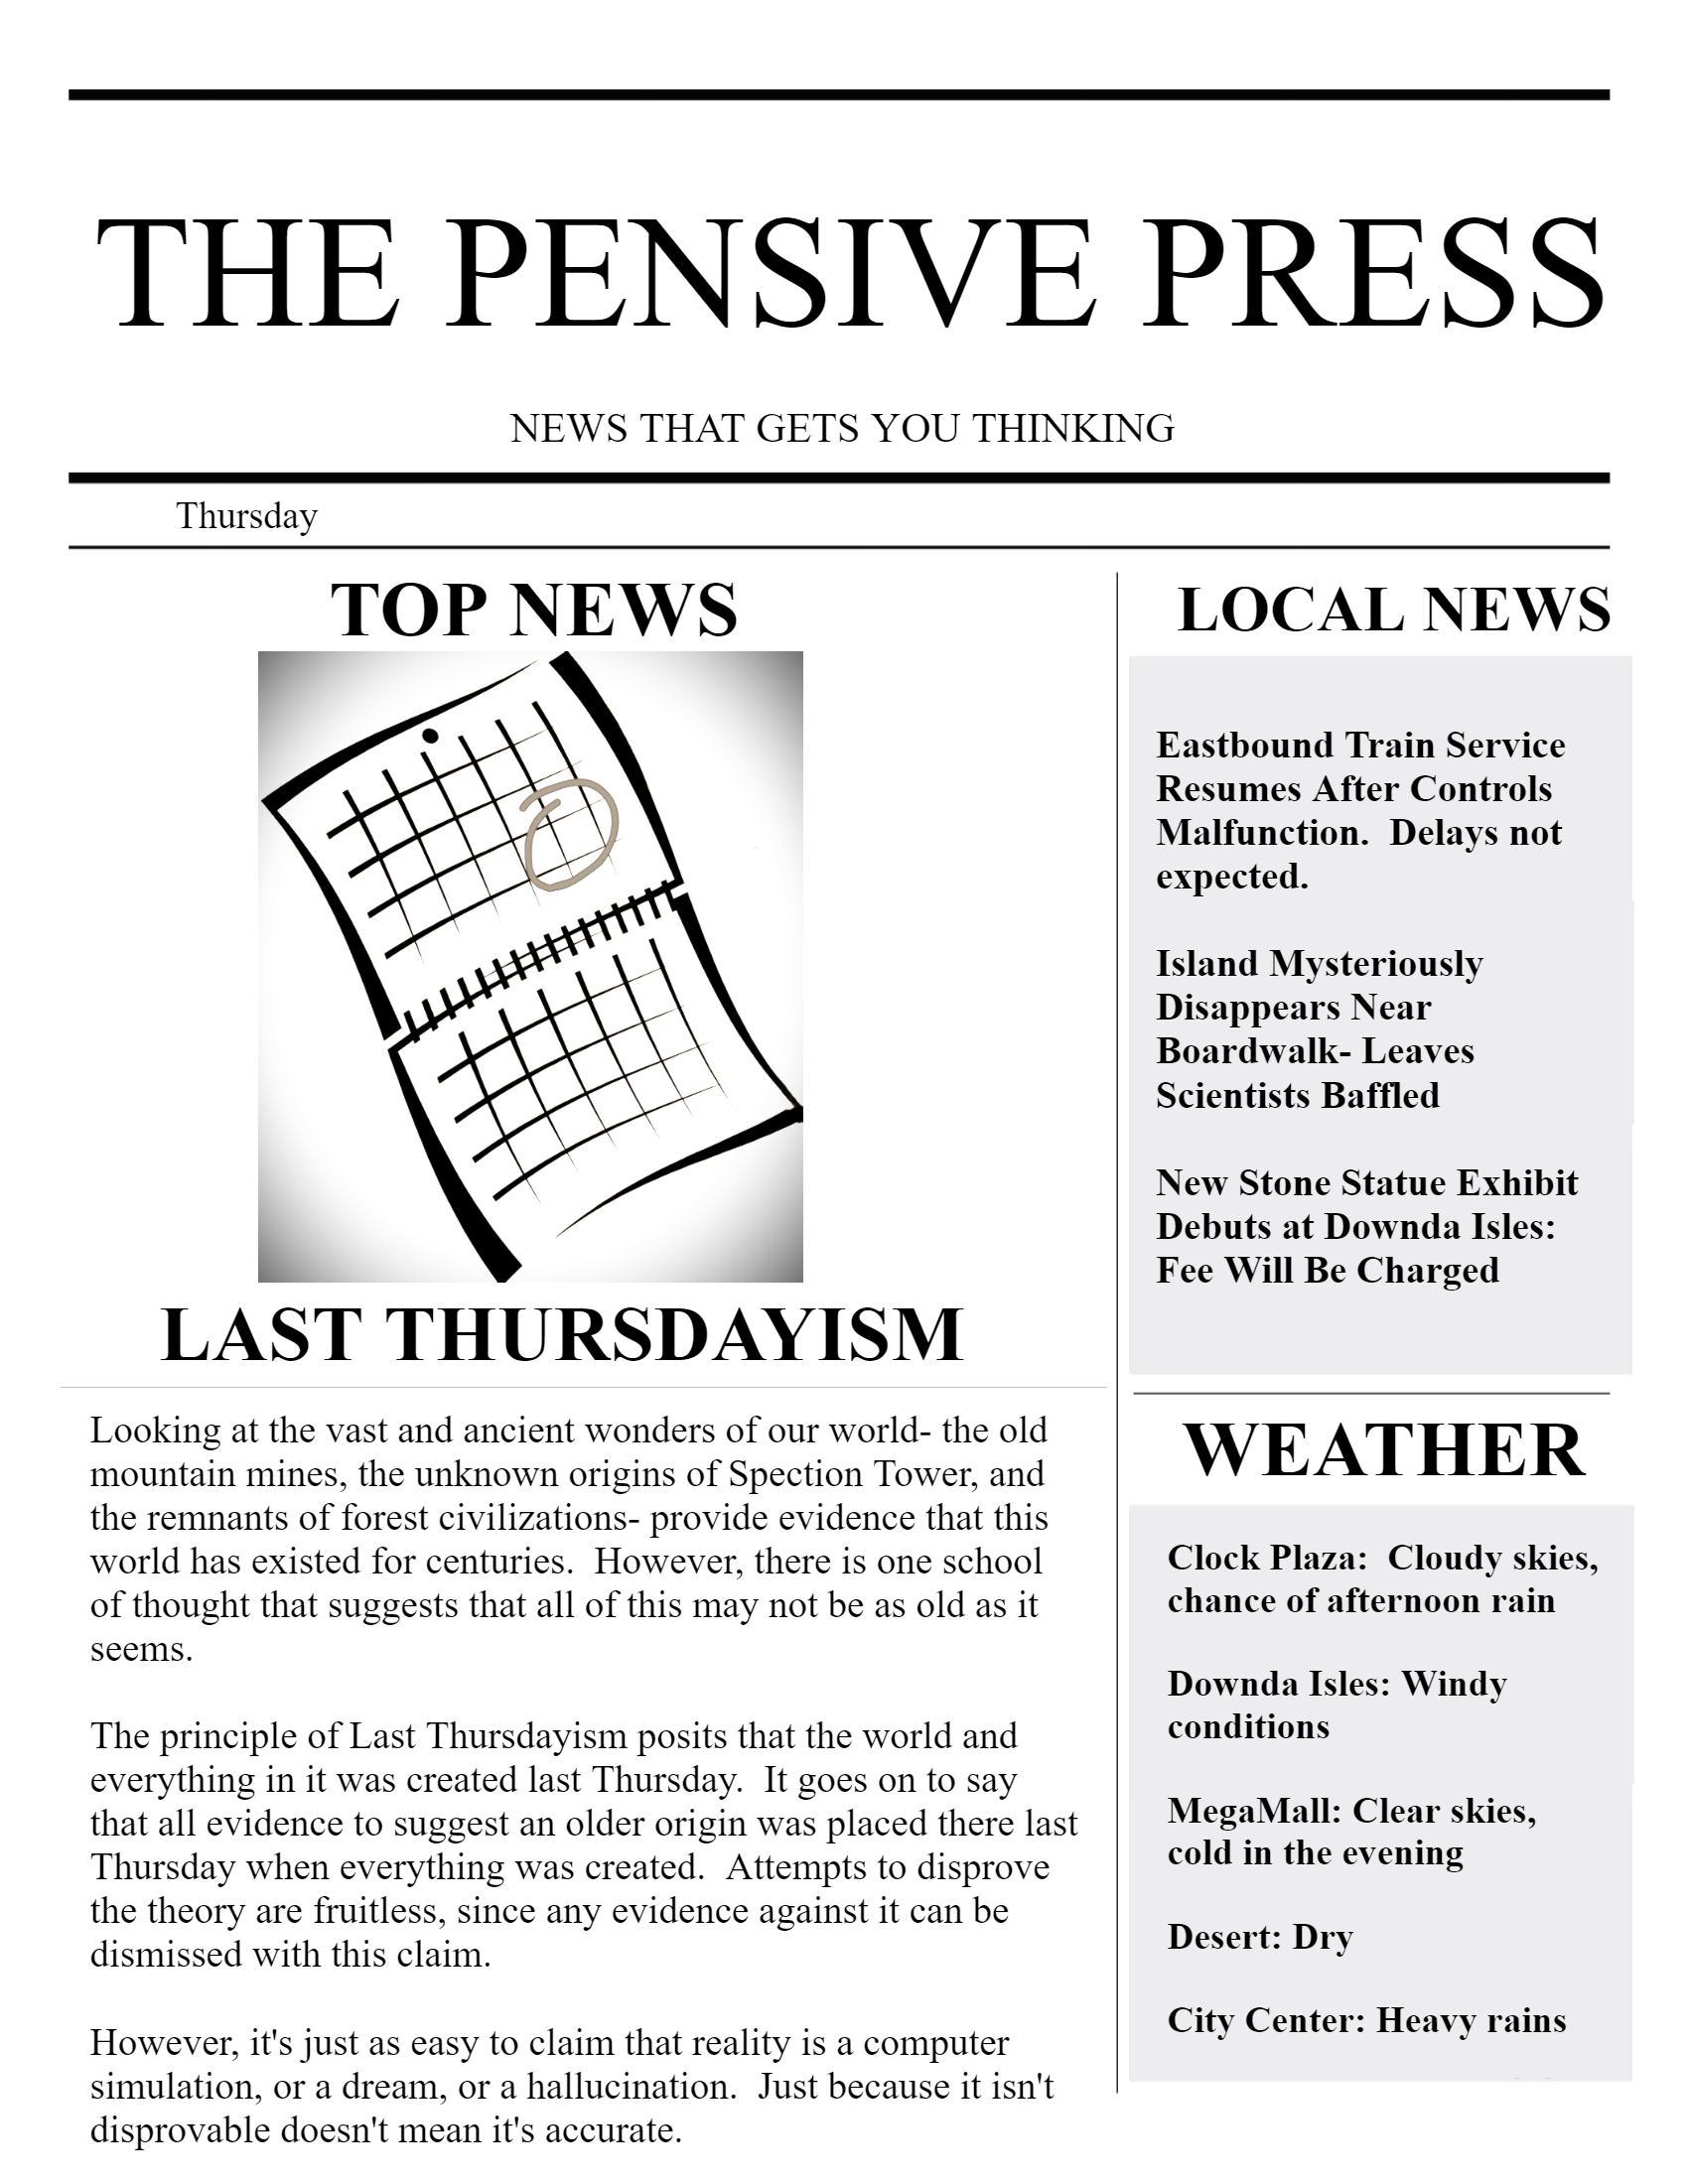 THE PENSIVE PRESS
NEWS THAT GETS YOU THINKING
Thursday
TOP NEWS
LAST THURSDAYISM
Looking at the vast and ancient wonders of our world- the old
mountain mines, the unknown origins of Spection Tower, and
the remnants of forest civilizations- provide evidence that this
world has existed for centuries.  However, there is one school
of thought that suggests that all of this may not be as old as it
seems.
The principle of Last Thursdayism posits that the world and
everything in it was created last Thursday.  It goes on to say
that all evidence to suggest an older origin was placed there last
Thursday when everything was created.  Attempts to disprove
the theory are fruitless, since any evidence against it can be
dismissed with this claim.
However, it's just as easy to claim that reality is a computer
simulation, or a dream, or a hallucination.  Just because it isn't
disprovable doesn't mean it's accurate.
LOCAL NEWS
Eastbound Train Service
Resumes After Controls
Malfunction.  Delays not
expected.
Island Mysteriously
Disappears Near
Boardwalk- Leaves
Scientists Baffled
New Stone Statue Exhibit
Debuts at Downda Isles:
Fee Will Be Charged
WEATHER
Clock Plaza:  Cloudy skies,
chance of afternoon rain
Downda Isles: Windy
conditions
MegaMall: Clear skies,
cold in the evening
Desert: Dry
City Center: Heavy rains